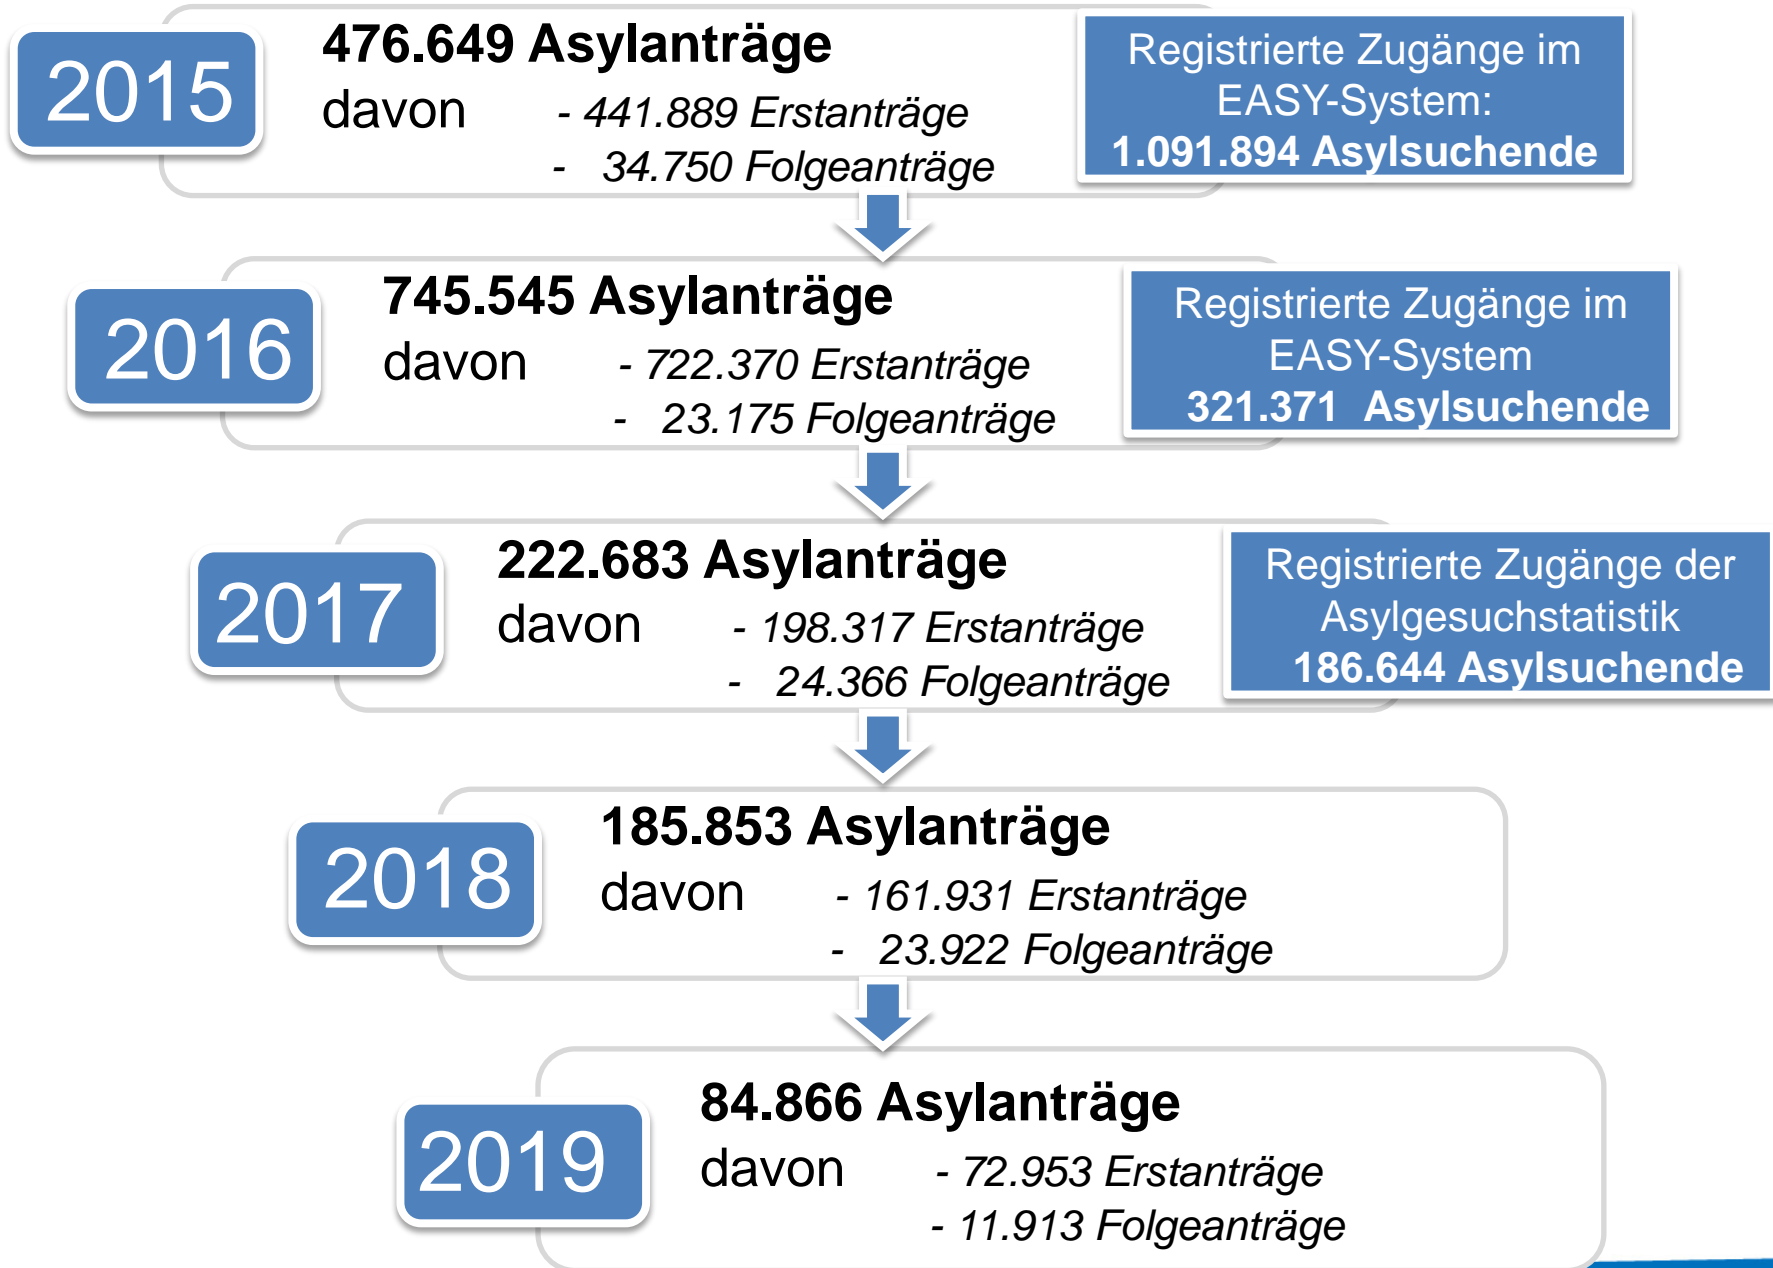 2015
476.649 Asylanträge
davon - 441.889 Erstanträge
- 34.750 Folgeanträge
Registrierte Zugänge im
EASY-System:
1.091.894 Asylsuchende
2016
745.545 Asylanträge
davon - 722.370 Erstanträge
- 23.175 Folgeanträge
Registrierte Zugänge im
EASY-System
321.371 Asylsuchende
2017
222.683 Asylanträge
davon - 198.317 Erstanträge
- 24.366 Folgeanträge
Registrierte Zugänge der
Asylgesuchstatistik
186.644 Asylsuchende
2018
185.853 Asylanträge
davon - 161.931 Erstanträge
- 23.922 Folgeanträge
2019
84.866 Asylanträge
davon - 72.953 Erstanträge
- 11.913 Folgeanträge